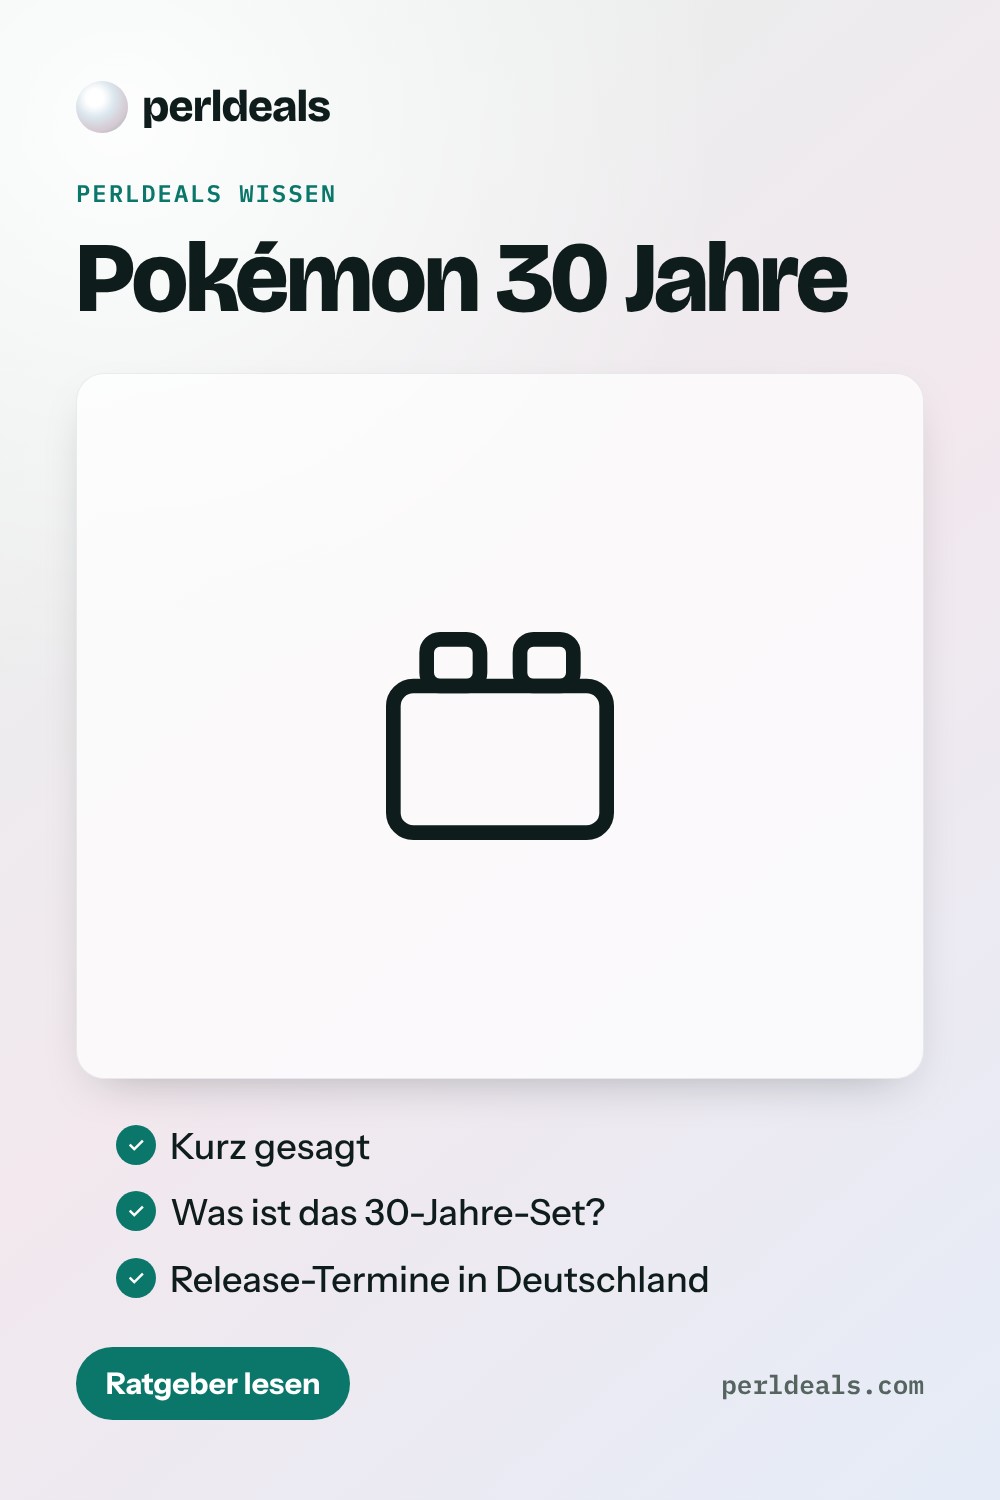 perldeals
PERLDEALS WISSEN
Pokémon 30 Jahre
Kurz gesagt
Was ist das 30-Jahre-Set?
Release-Termine in Deutschland
Ratgeber lesen
perldeals.com